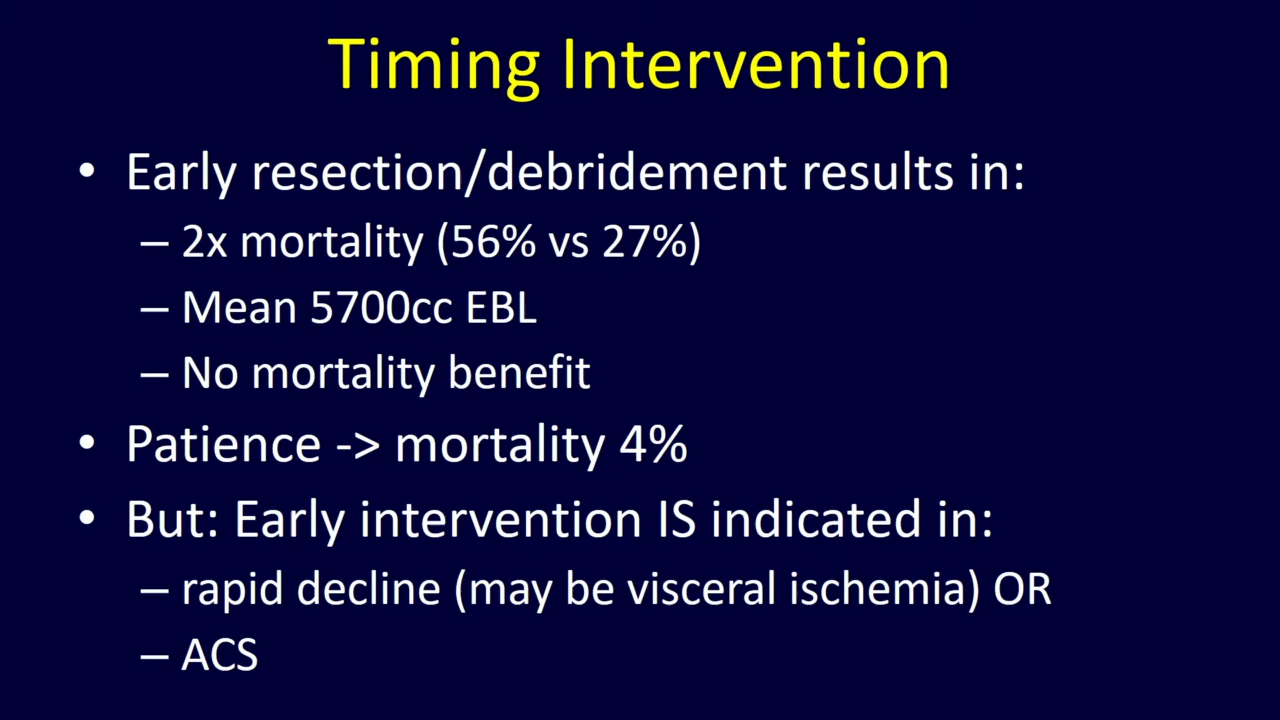 Timing Intervention
• Early resection/debridement results in:
– 2x mortality (56% vs 27%)
– Mean 5700cc EBL
– No mortality benefit
• Patience -> mortality 4%
• But: Early intervention IS indicated in:
– rapid decline (may be visceral ischemia) OR
– ACS